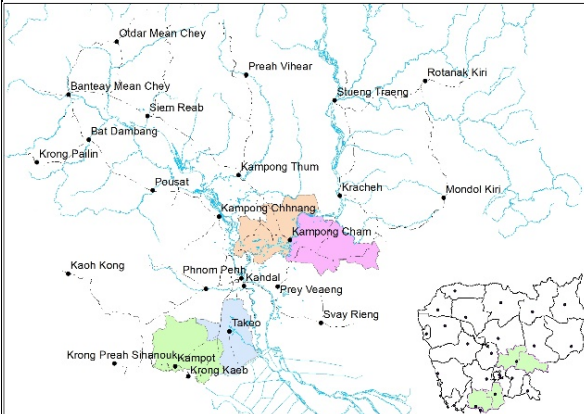 Otdar Mean Chey
Preah Vihear
Rotanak Kiri
Banteay Mean Chey
Stueng Traeng
Siem Reab
Bat Dambang
Krong Pailin
Kampong Thum
Pousat
Kracheh
Mondol Kiri
Kampong Chhnang
Kampong Cham
Kaoh Kong
Phnom Penh
Kandal
Prey Veaeng
Svay Rieng
Takeo
Krong Preah Sihanouk
Kampot
Krong Kaeb